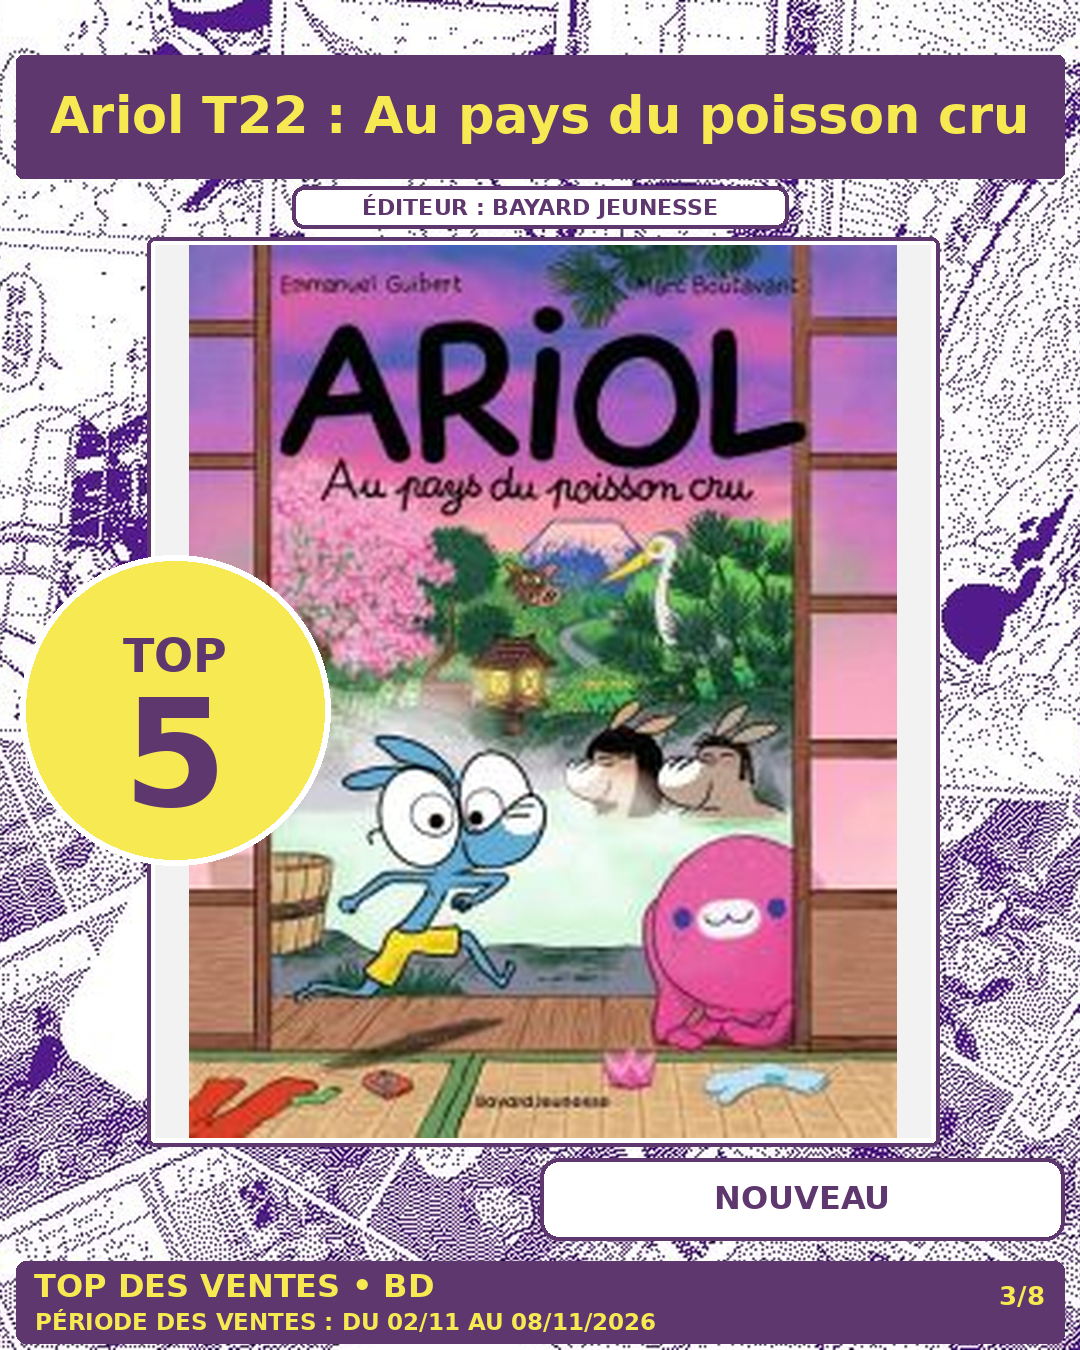 Ariol T22 : Au pays du poisson cru
ÉDITEUR : BAYARD JEUNESSE
Emmanuel Guibert
Marc Boutavant
ARiOL
Au pays du poisson cru
TOP
5
Bayard Jeunesse
NOUVEAU
TOP DES VENTES • BD
3/8
PÉRIODE DES VENTES : DU 02/11 AU 08/11/2026